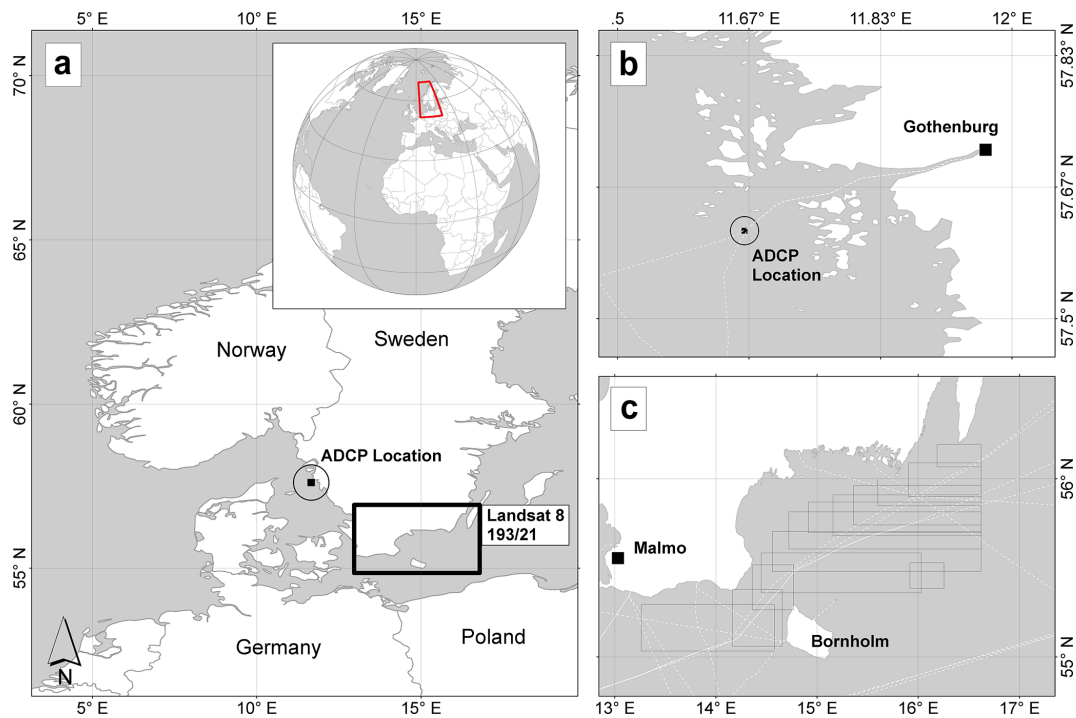 5° E 10° E 15° E
a
70° N
65° N
60° N
55° N
Norway
Sweden
ADCP Location
Landsat 8
193/21
Germany
Poland
N
5° E 10° E 15° E
.5 11.67° E 11.83° E 12° E
b
57.83° N
57.67° N
57.5° N
Gothenburg
ADCP
Location
c
56° N
55° N
Malmo
Bornholm
13° E 14° E 15° E 16° E 17° E